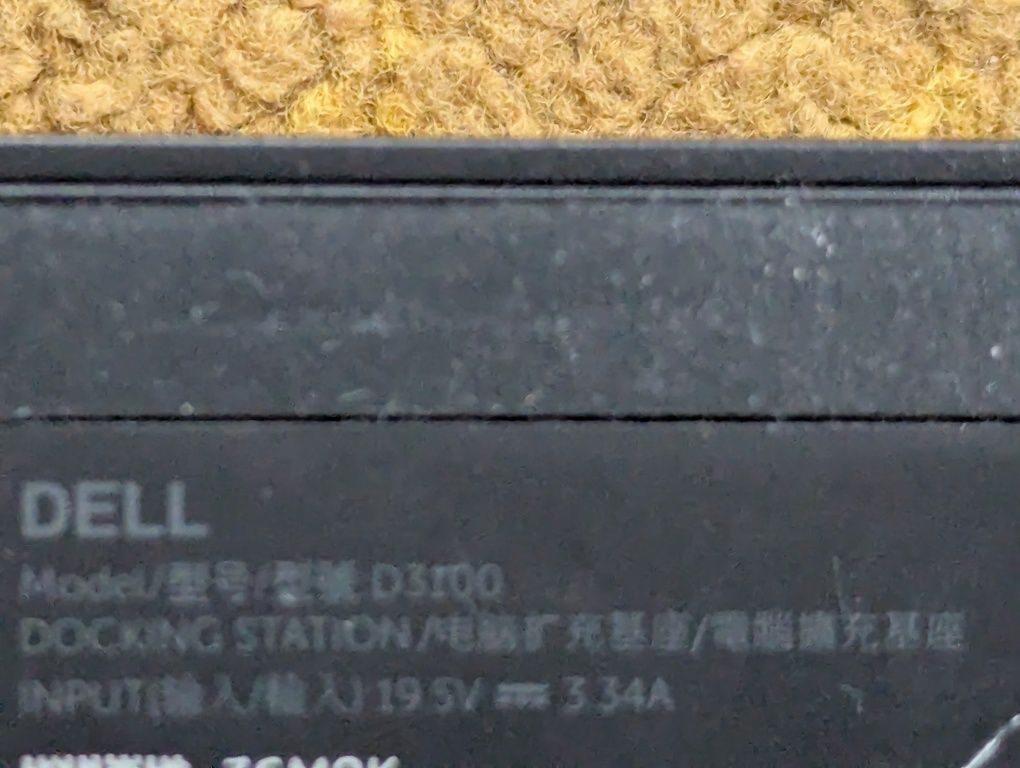 DELL
Model/型号/型號 D3100
DOCKING STATION/电脑扩充基座/電腦擴充基座
INPUT(输入/輸入) 19.5V ⎓ 3.34A